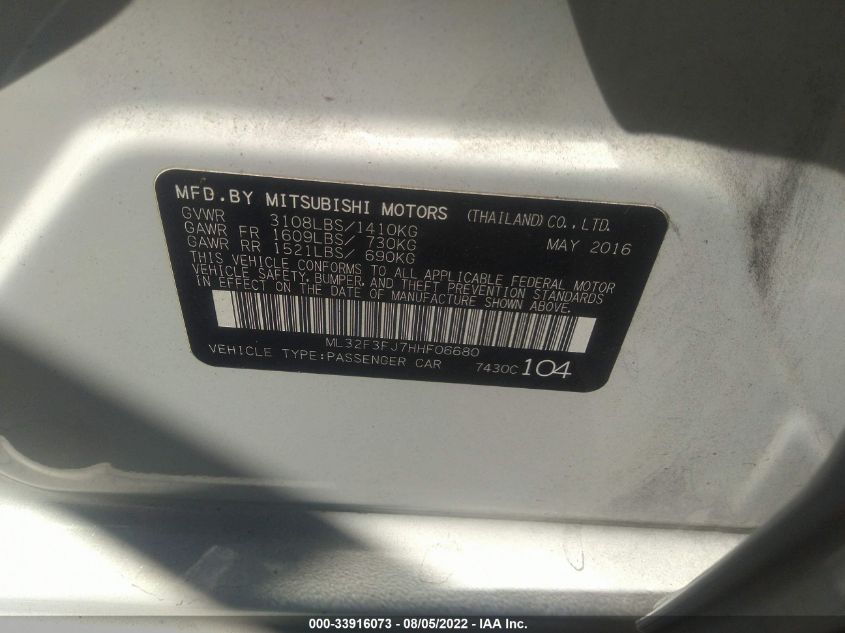 MFD.BY MITSUBISHI MOTORS (THAILAND) CO., LTD.
GVWR 3108LBS/1410KG MAY 2016
GAWR FR 1609LBS/ 730KG
GAWR RR 1521LBS/ 690KG
THIS VEHICLE CONFORMS TO ALL APPLICABLE FEDERAL MOTOR
VEHICLE SAFETY, BUMPER, AND THEFT PREVENTION STANDARDS
IN EFFECT ON THE DATE OF MANUFACTURE SHOWN ABOVE.
ML32F3FJ7HHF06680
VEHICLE TYPE:PASSENGER CAR 7430C 104
000-33916073 - 08/05/2022 - IAA Inc.